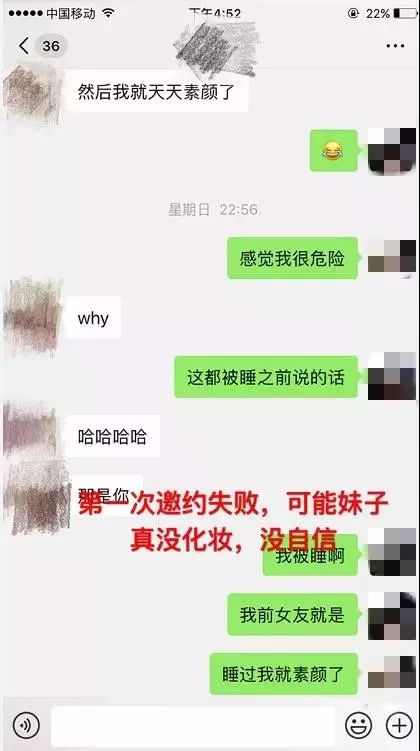 中国移动 下午4:52 22%
36
然后我就天天素颜了
星期日 22:56
感觉我很危险
why
这都被睡之前说的话
哈哈哈哈
那是你
第一次邀约失败，可能妹子
真没化妆，没自信
我被睡啊
我前女友就是
睡过我就素颜了